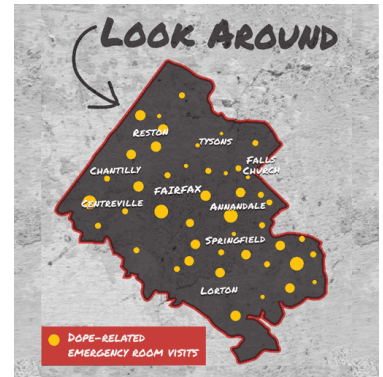 LOOK AROUND
RESTON
TYSONS
FALLS
CHURCH
CHANTILLY
FAIRFAX
CENTREVILLE
ANNANDALE
SPRINGFIELD
LORTON
DOPE-RELATED
EMERGENCY ROOM VISITS